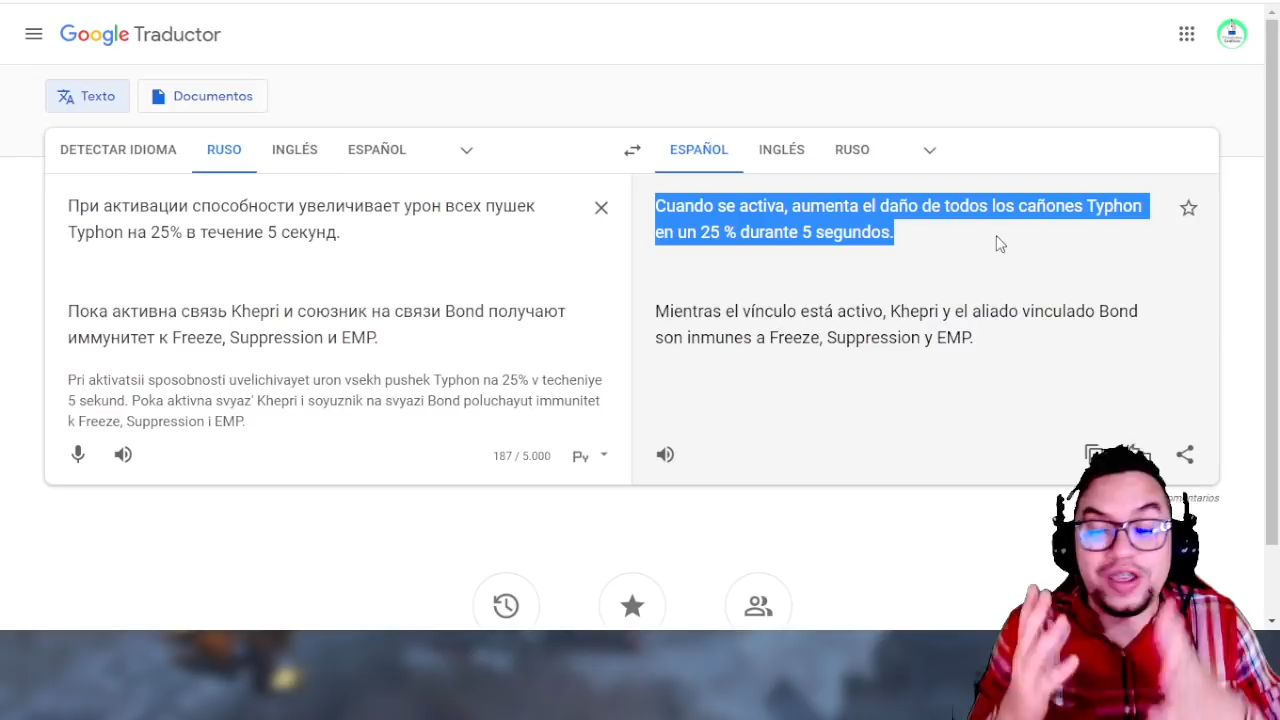 Google Traductor
Texto
Documentos
DETECTAR IDIOMA
RUSO
INGLÉS
ESPAÑOL
ESPAÑOL
INGLÉS
RUSO
При активации способности увеличивает урон всех пушек
Typhon на 25% в течение 5 секунд.
Пока активна связь Khepri и союзник на связи Bond получают
иммунитет к Freeze, Suppression и EMP.
Pri aktivatsii sposobnosti uvelichivayet uron vsekh pushek Typhon na 25% v techeniye
5 sekund. Poka aktivna svyaz' Khepri i soyuznik na svyazi Bond poluchayut immunitet
k Freeze, Suppression i EMP.
187 / 5.000
Cuando se activa, aumenta el daño de todos los cañones Typhon
en un 25 % durante 5 segundos.
Mientras el vínculo está activo, Khepri y el aliado vinculado Bond
son inmunes a Freeze, Suppression y EMP.